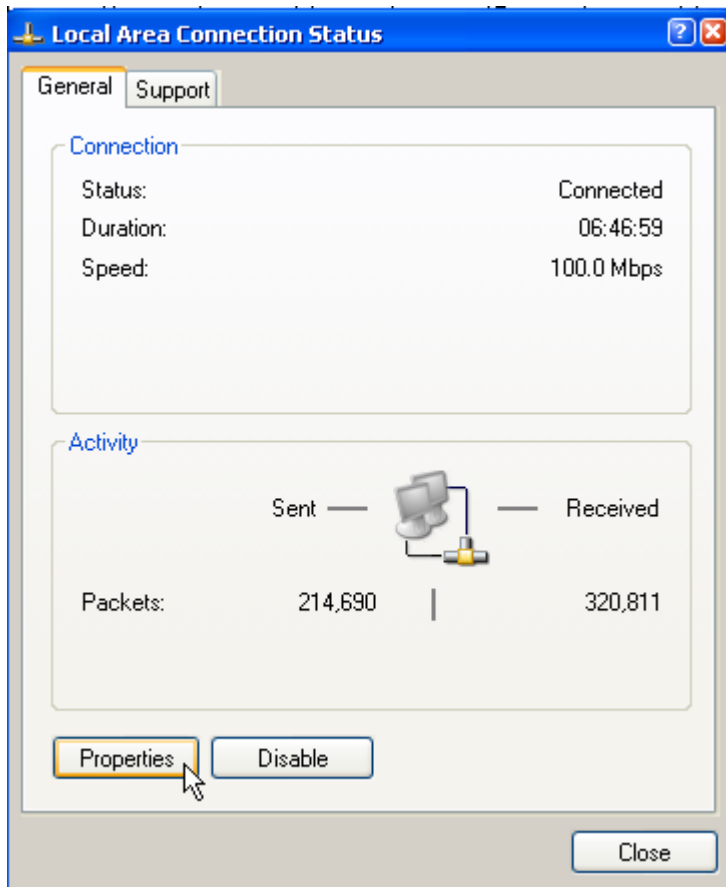 Local Area Connection Status
General Support
Connection
Status: Connected
Duration: 06:46:59
Speed: 100.0 Mbps
Activity
Sent Received
Packets: 214,690 320,811
Properties Disable
Close